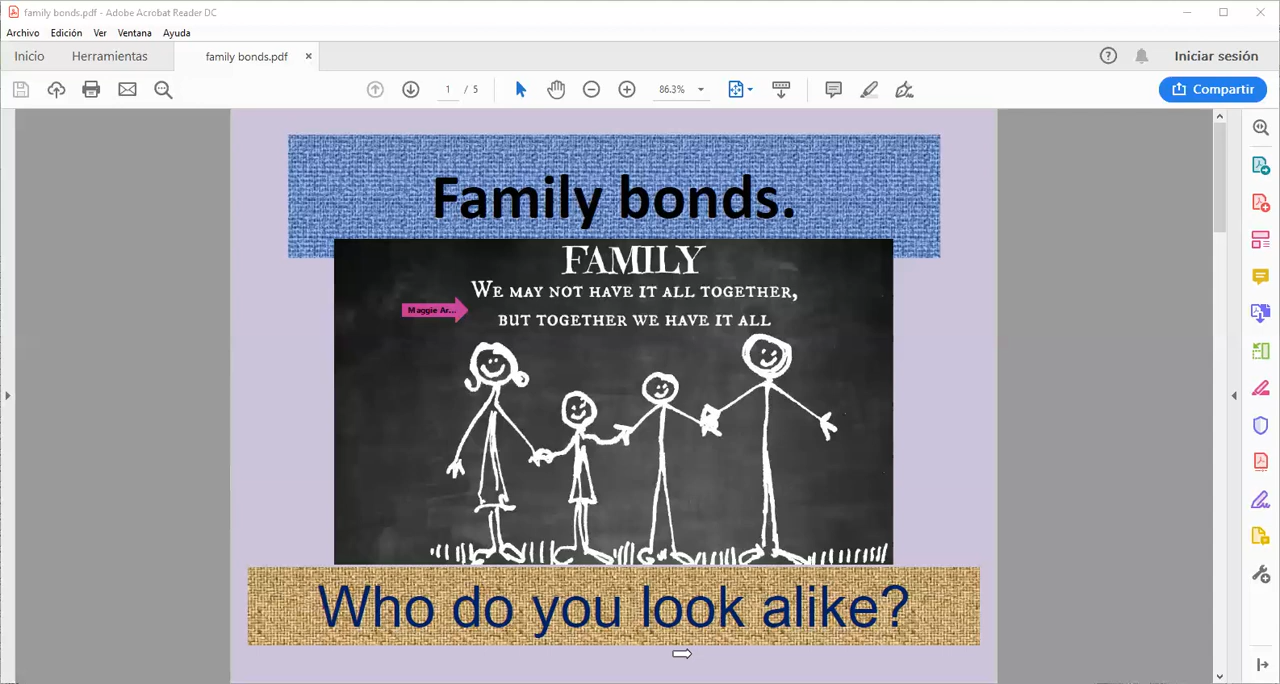 family bonds.pdf - Adobe Acrobat Reader DC
Archivo Edición Ver Ventana Ayuda
Inicio Herramientas family bonds.pdf × Iniciar sesión
1 / 5 86.3% Compartir
Family bonds.
FAMILY
WE MAY NOT HAVE IT ALL TOGETHER,
Maggie Ar...
BUT TOGETHER WE HAVE IT ALL
Who do you look alike?